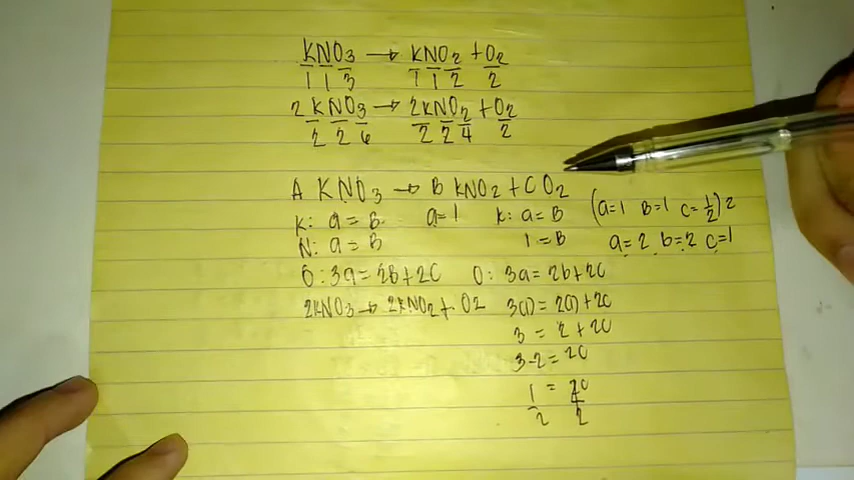 KNO3 → KNO2 + O2
1 1 3 1 1 2 2
2 KNO3 → 2KNO2 + O2
2 2 6 2 2 4 2
A KNO3 → B KNO2 + C O2
K: a = B a=1 K: a = B (a=1 B=1 C=1/2) 2
N: a = B 1 = B a=2 b=2 C=1
O: 3a = 2B + 2C O: 3a = 2b + 2C
2KNO3 → 2KNO2 + O2 3(1) = 2(1) + 2C
3 = 2 + 2C
3-2 = 2C
1 = 2C
2 2